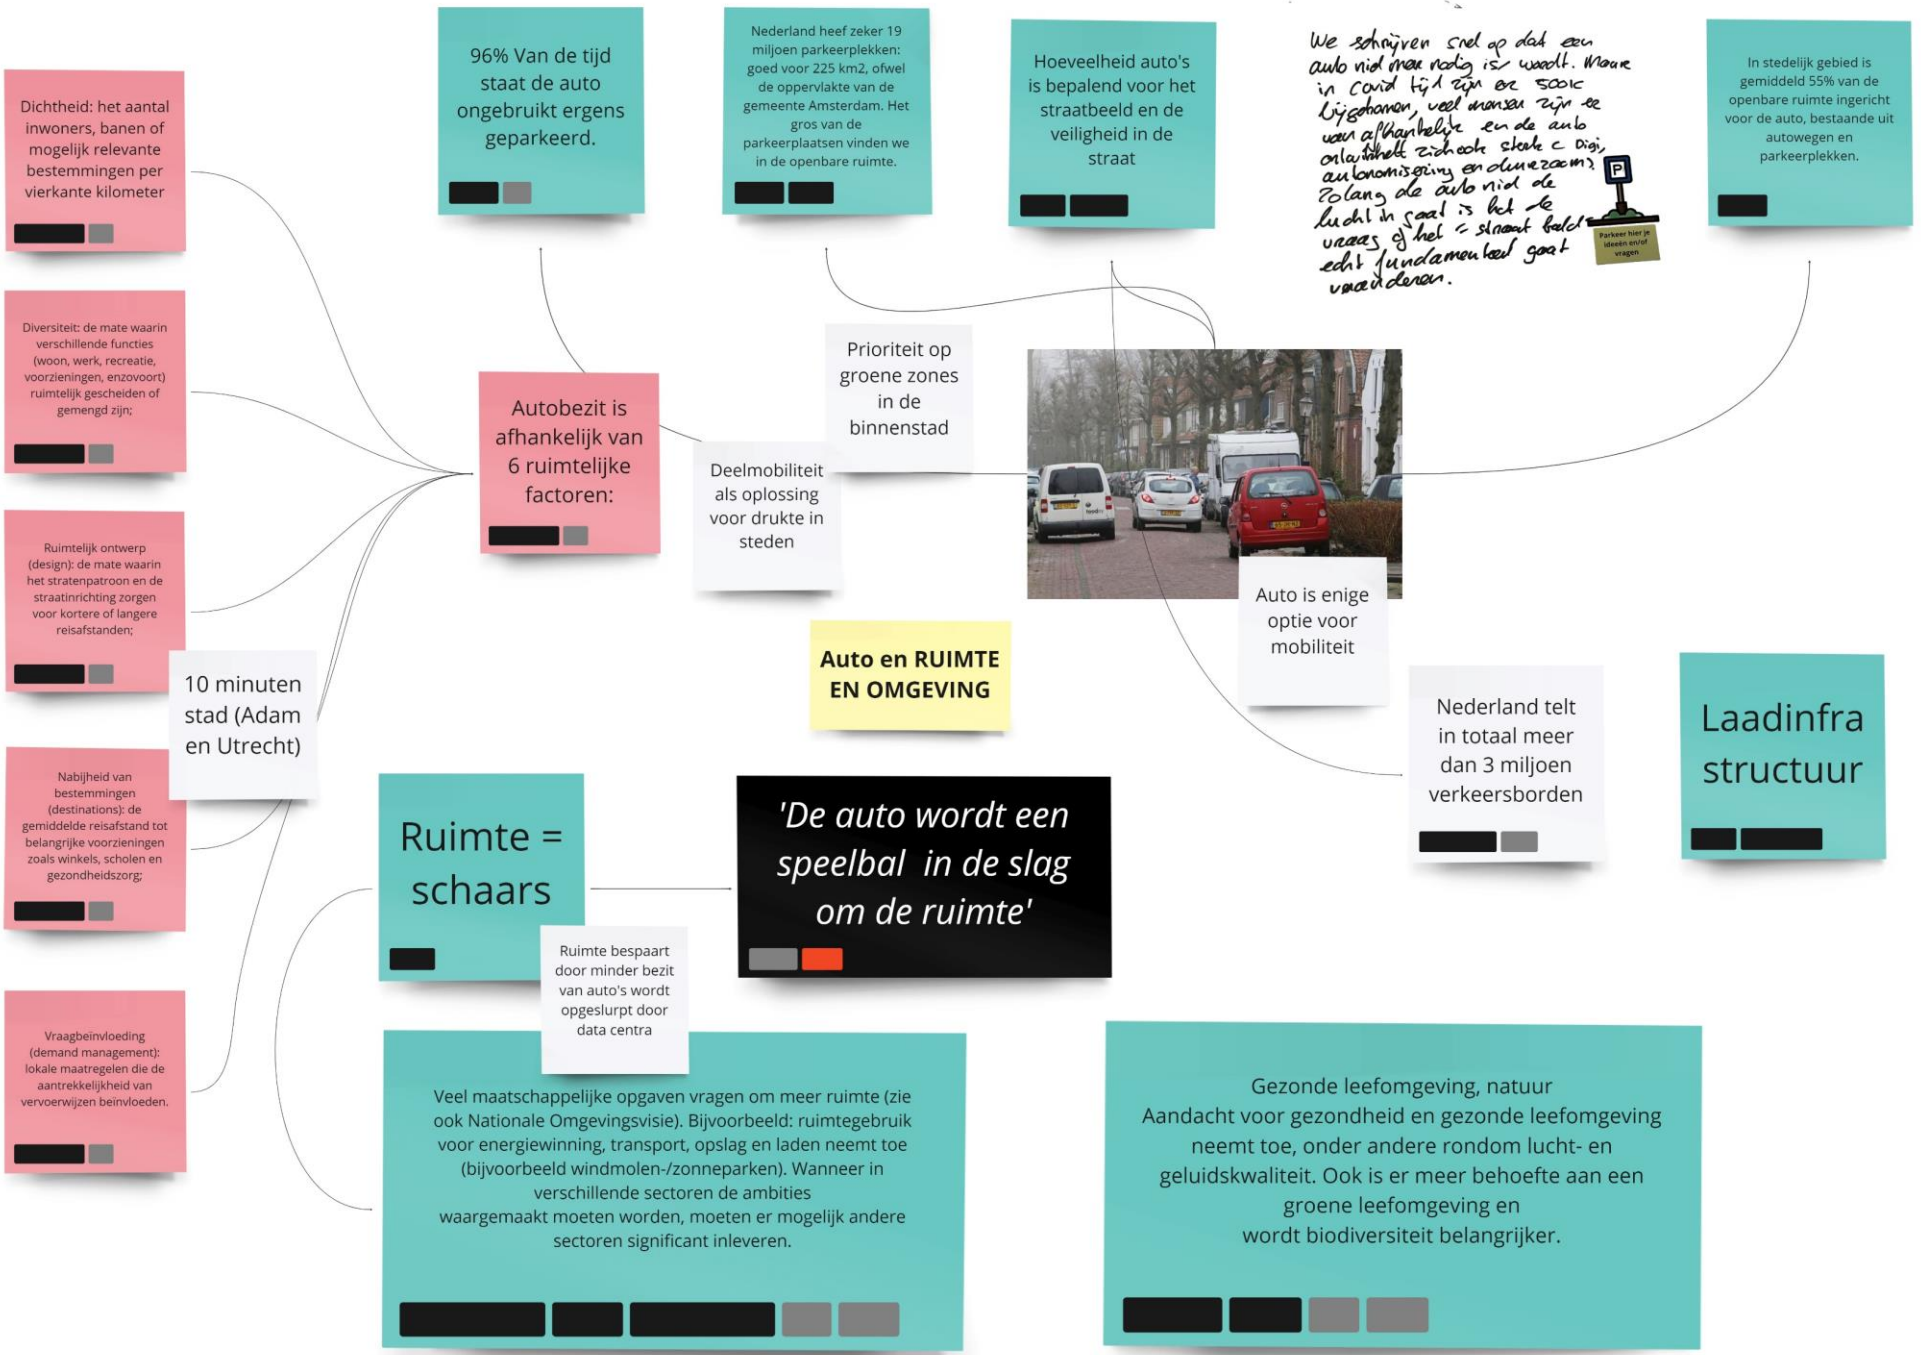 Dichtheid: het aantal
inwoners, banen of
mogelijk relevante
bestemmingen per
vierkante kilometer
96% Van de tijd
staat de auto
ongebruikt ergens
geparkeerd.
Nederland heef zeker 19
miljoen parkeerplekken:
goed voor 225 km2, ofwel
de oppervlakte van de
gemeente Amsterdam. Het
gros van de
parkeerplaatsen vinden we
in de openbare ruimte.
Hoeveelheid auto's
is bepalend voor het
straatbeeld en de
veiligheid in de
straat
We schrijven snel op dat een
auto niet meer nodig is wordt. Maar
in covid tijd zijn er 500k
bijgekomen, veel mensen zijn er
van afhankelijk en de auto
ontwikkelt zich ook sterk
autonomisering en duurzaam?
Zolang de auto niet de
lucht in gaat is het de
vraag of het straat beeld
echt fundamenteel gaat
veranderen.
P
Parkeer hier je
ideeën en/of
vragen
In stedelijk gebied is
gemiddeld 55% van de
openbare ruimte ingericht
voor de auto, bestaande uit
autowegen en
parkeerplekken.
Diversiteit: de mate waarin
verschillende functies
(woon, werk, recreatie,
voorzieningen, enzovoort)
ruimtelijk gescheiden of
gemengd zijn;
Autobezit is
afhankelijk van
6 ruimtelijke
factoren:
Prioriteit op
groene zones
in de
binnenstad
Deelmobiliteit
als oplossing
voor drukte in
steden
Auto is enige
optie voor
mobiliteit
Ruimtelijk ontwerp
(design): de mate waarin
het stratenpatroon en de
straatinrichting zorgen
voor kortere of langere
reisafstanden;
10 minuten
stad (Adam
en Utrecht)
Auto en RUIMTE
EN OMGEVING
Nederland telt
in totaal meer
dan 3 miljoen
verkeersborden
Laadinfra
structuur
Nabijheid van
bestemmingen
(destinations): de
gemiddelde reisafstand tot
belangrijke voorzieningen
zoals winkels, scholen en
gezondheidszorg;
Ruimte =
schaars
'De auto wordt een
speelbal in de slag
om de ruimte'
Ruimte bespaart
door minder bezit
van auto's wordt
opgeslurpt door
data centra
Vraagbeïnvloeding
(demand management):
lokale maatregelen die de
aantrekkelijkheid van
vervoerwijzen beïnvloeden.
Veel maatschappelijke opgaven vragen om meer ruimte (zie
ook Nationale Omgevingsvisie). Bijvoorbeeld: ruimtegebruik
voor energiewinning, transport, opslag en laden neemt toe
(bijvoorbeeld windmolen-/zonneparken). Wanneer in
verschillende sectoren de ambities
waargemaakt moeten worden, moeten er mogelijk andere
sectoren significant inleveren.
Gezonde leefomgeving, natuur
Aandacht voor gezondheid en gezonde leefomgeving
neemt toe, onder andere rondom lucht- en
geluidskwaliteit. Ook is er meer behoefte aan een
groene leefomgeving en
wordt biodiversiteit belangrijker.